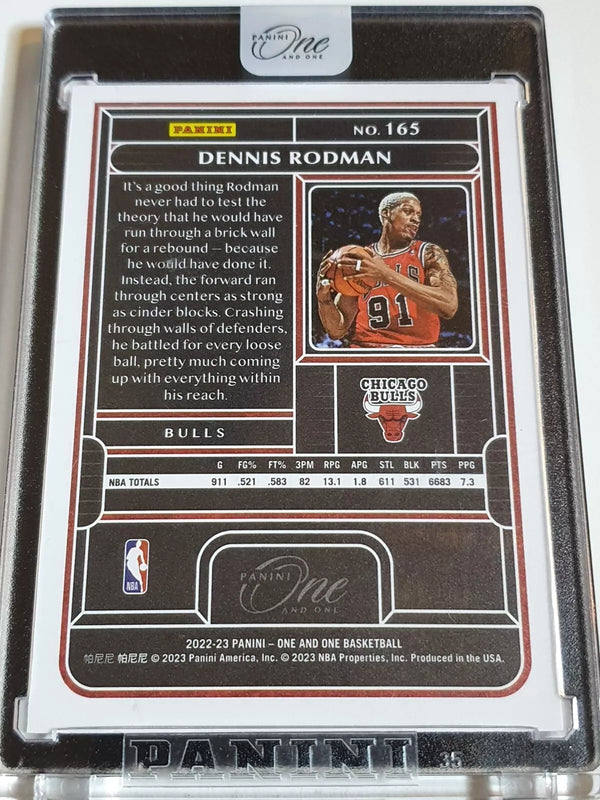 PANINI One
AND ONE
PANINI
NO. 165
DENNIS RODMAN
It's a good thing Rodman
never had to test the
theory that he would have
run through a brick wall
for a rebound – because
he would have done it.
Instead, the forward ran
through centers as strong
as cinder blocks. Crashing
through walls of defenders,
he battled for every loose
ball, pretty much coming
up with everything within
his reach.
BULLS
91
CHICAGO
BULLS
BULLS
G FG% FT% 3PM RPG APG STL BLK PTS PPG
NBA TOTALS 911 .521 .583 82 13.1 1.8 611 531 6683 7.3
NBA
PANINI One
AND ONE
2022-23 PANINI – ONE AND ONE BASKETBALL
帕尼尼 帕尼尼 © 2023 Panini America, Inc. © 2023 NBA Properties, Inc. Produced in the USA.
PANINI
35